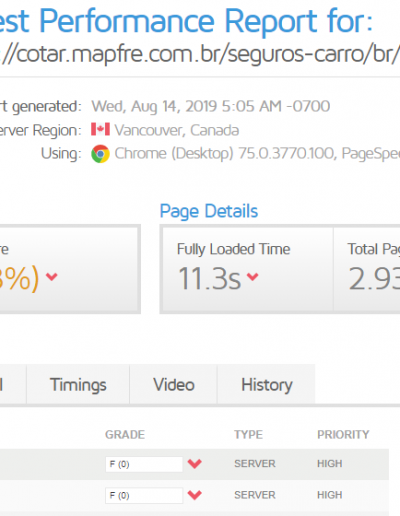 est Performance Report for:
://cotar.mapfre.com.br/seguros-carro/br/
rt generated: Wed, Aug 14, 2019 5:05 AM -0700
erver Region: Vancouver, Canada
Using: Chrome (Desktop) 75.0.3770.100, PageSpee
Page Details
re
Fully Loaded Time
Total Pag
3%)
11.3s
2.93
l
Timings
Video
History
GRADE TYPE PRIORITY
F (0) SERVER HIGH
F (0) SERVER HIGH